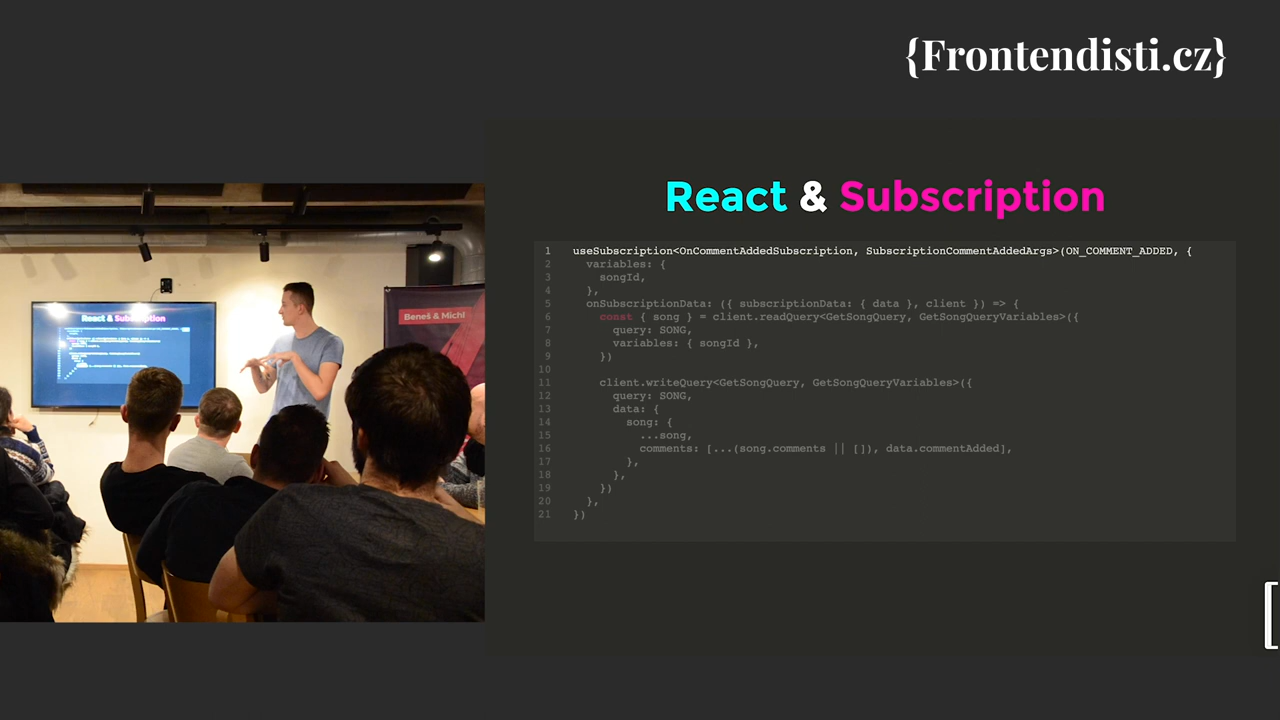 {Frontendisti.cz}
React & Subscription
1 useSubscription<OnCommentAddedSubscription, SubscriptionCommentAddedArgs>(ON_COMMENT_ADDED, {
2 variables: {
3 songId,
4 },
5 onSubscriptionData: ({ subscriptionData: { data }, client }) => {
6 const { song } = client.readQuery<GetSongQuery, GetSongQueryVariables>({
7 query: SONG,
8 variables: { songId },
9 })
10
11 client.writeQuery<GetSongQuery, GetSongQueryVariables>({
12 query: SONG,
13 data: {
14 song: {
15 ...song,
16 comments: [...(song.comments || []), data.commentAdded],
17 },
18 },
19 })
20 },
21 })
React & Subscription
Beneš & Michl